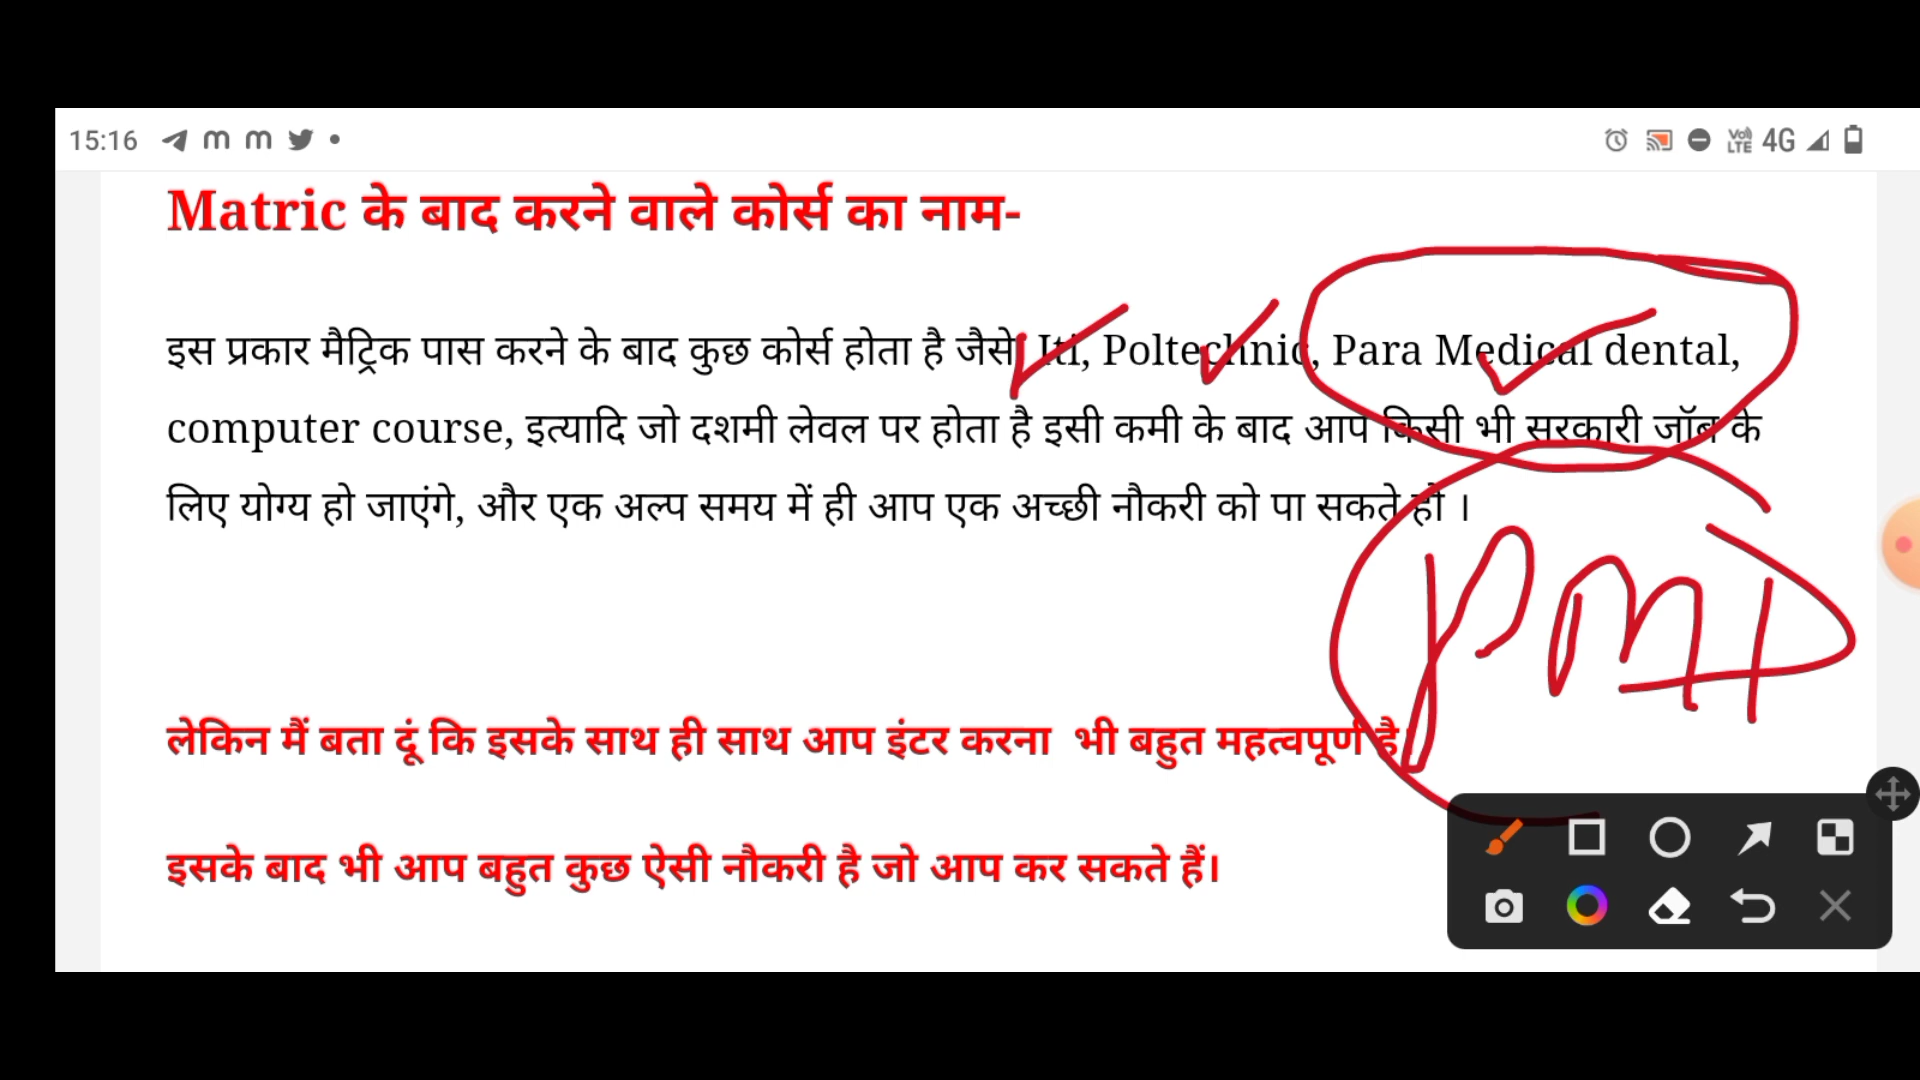 15:16
VoLTE 4G
Matric के बाद करने वाले कोर्स का नाम-
इस प्रकार मैट्रिक पास करने के बाद कुछ कोर्स होता है जैसे Iti, Poltechnic, Para Medical dental,
computer course, इत्यादि जो दशमी लेवल पर होता है इसी कमी के बाद आप किसी भी सरकारी जॉब के
लिए योग्य हो जाएंगे, और एक अल्प समय में ही आप एक अच्छी नौकरी को पा सकते हो ।
PMD
लेकिन मैं बता दूं कि इसके साथ ही साथ आप इंटर करना भी बहुत महत्वपूर्ण है
इसके बाद भी आप बहुत कुछ ऐसी नौकरी है जो आप कर सकते हैं।